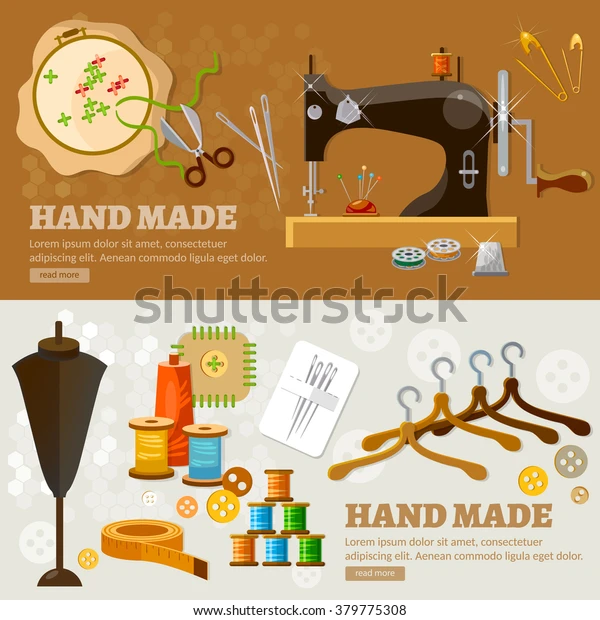 HAND MADE
Lorem ipsum dolor sit amet, consectetuer
adipiscing elit. Aenean commodo ligula eget dolor.
read more
HAND MADE
Lorem ipsum dolor sit amet, consectetuer
adipiscing elit. Aenean commodo ligula eget dolor.
read more
shutterstock
IMAGE ID: 379775308
www.shutterstock.com